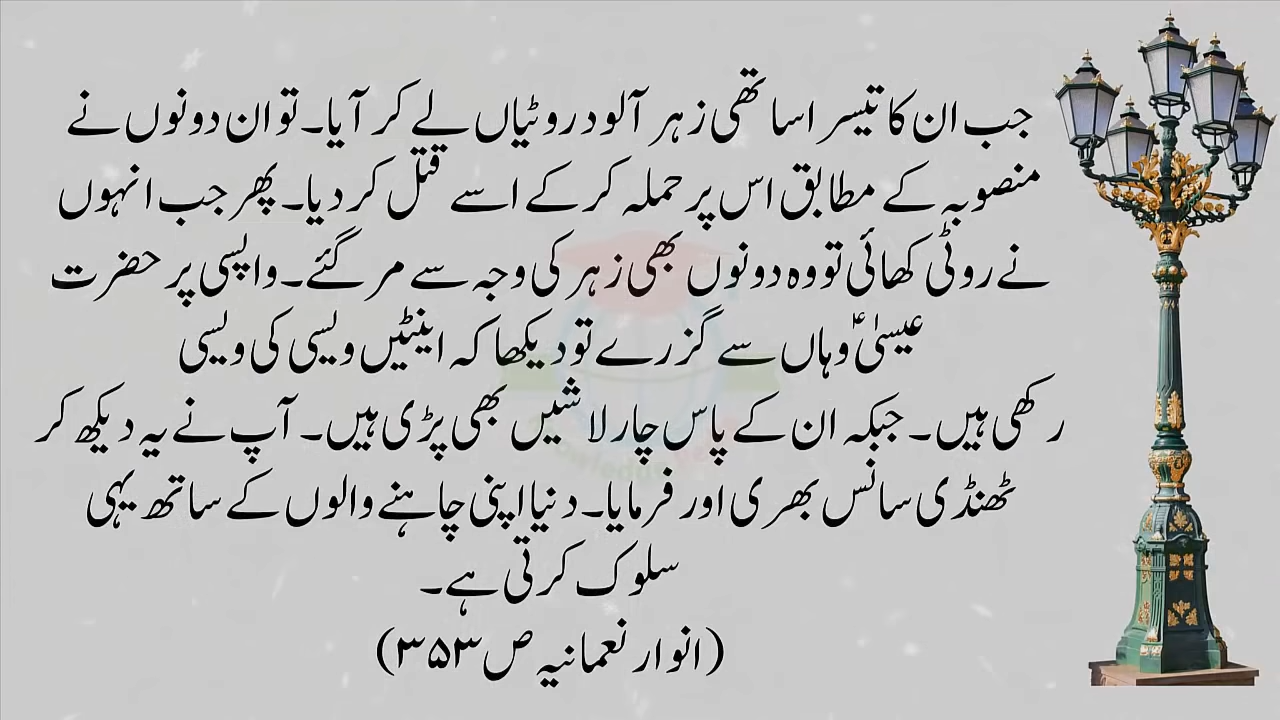 جب ان کا تیسرا ساتھی زہر آلود روٹیاں لے کر آیا۔ تو ان دونوں نے
منصوبہ کے مطابق اس پر حملہ کر کے اسے قتل کر دیا۔ پھر جب انہوں
نے روٹی کھائی تو وہ دونوں بھی زہر کی وجہ سے مر گئے۔ واپسی پر حضرت
عیسیٰؑ وہاں سے گزرے تو دیکھا کہ اینٹیں ویسی کی ویسی
رکھی ہیں۔ جبکہ ان کے پاس چار لاشیں بھی پڑی ہیں۔ آپ نے یہ دیکھ کر
ٹھنڈی سانس بھری اور فرمایا۔ دنیا اپنی چاہنے والوں کے ساتھ یہی
سلوک کرتی ہے۔
(انوار نعمانیہ ص ۳۵۳)